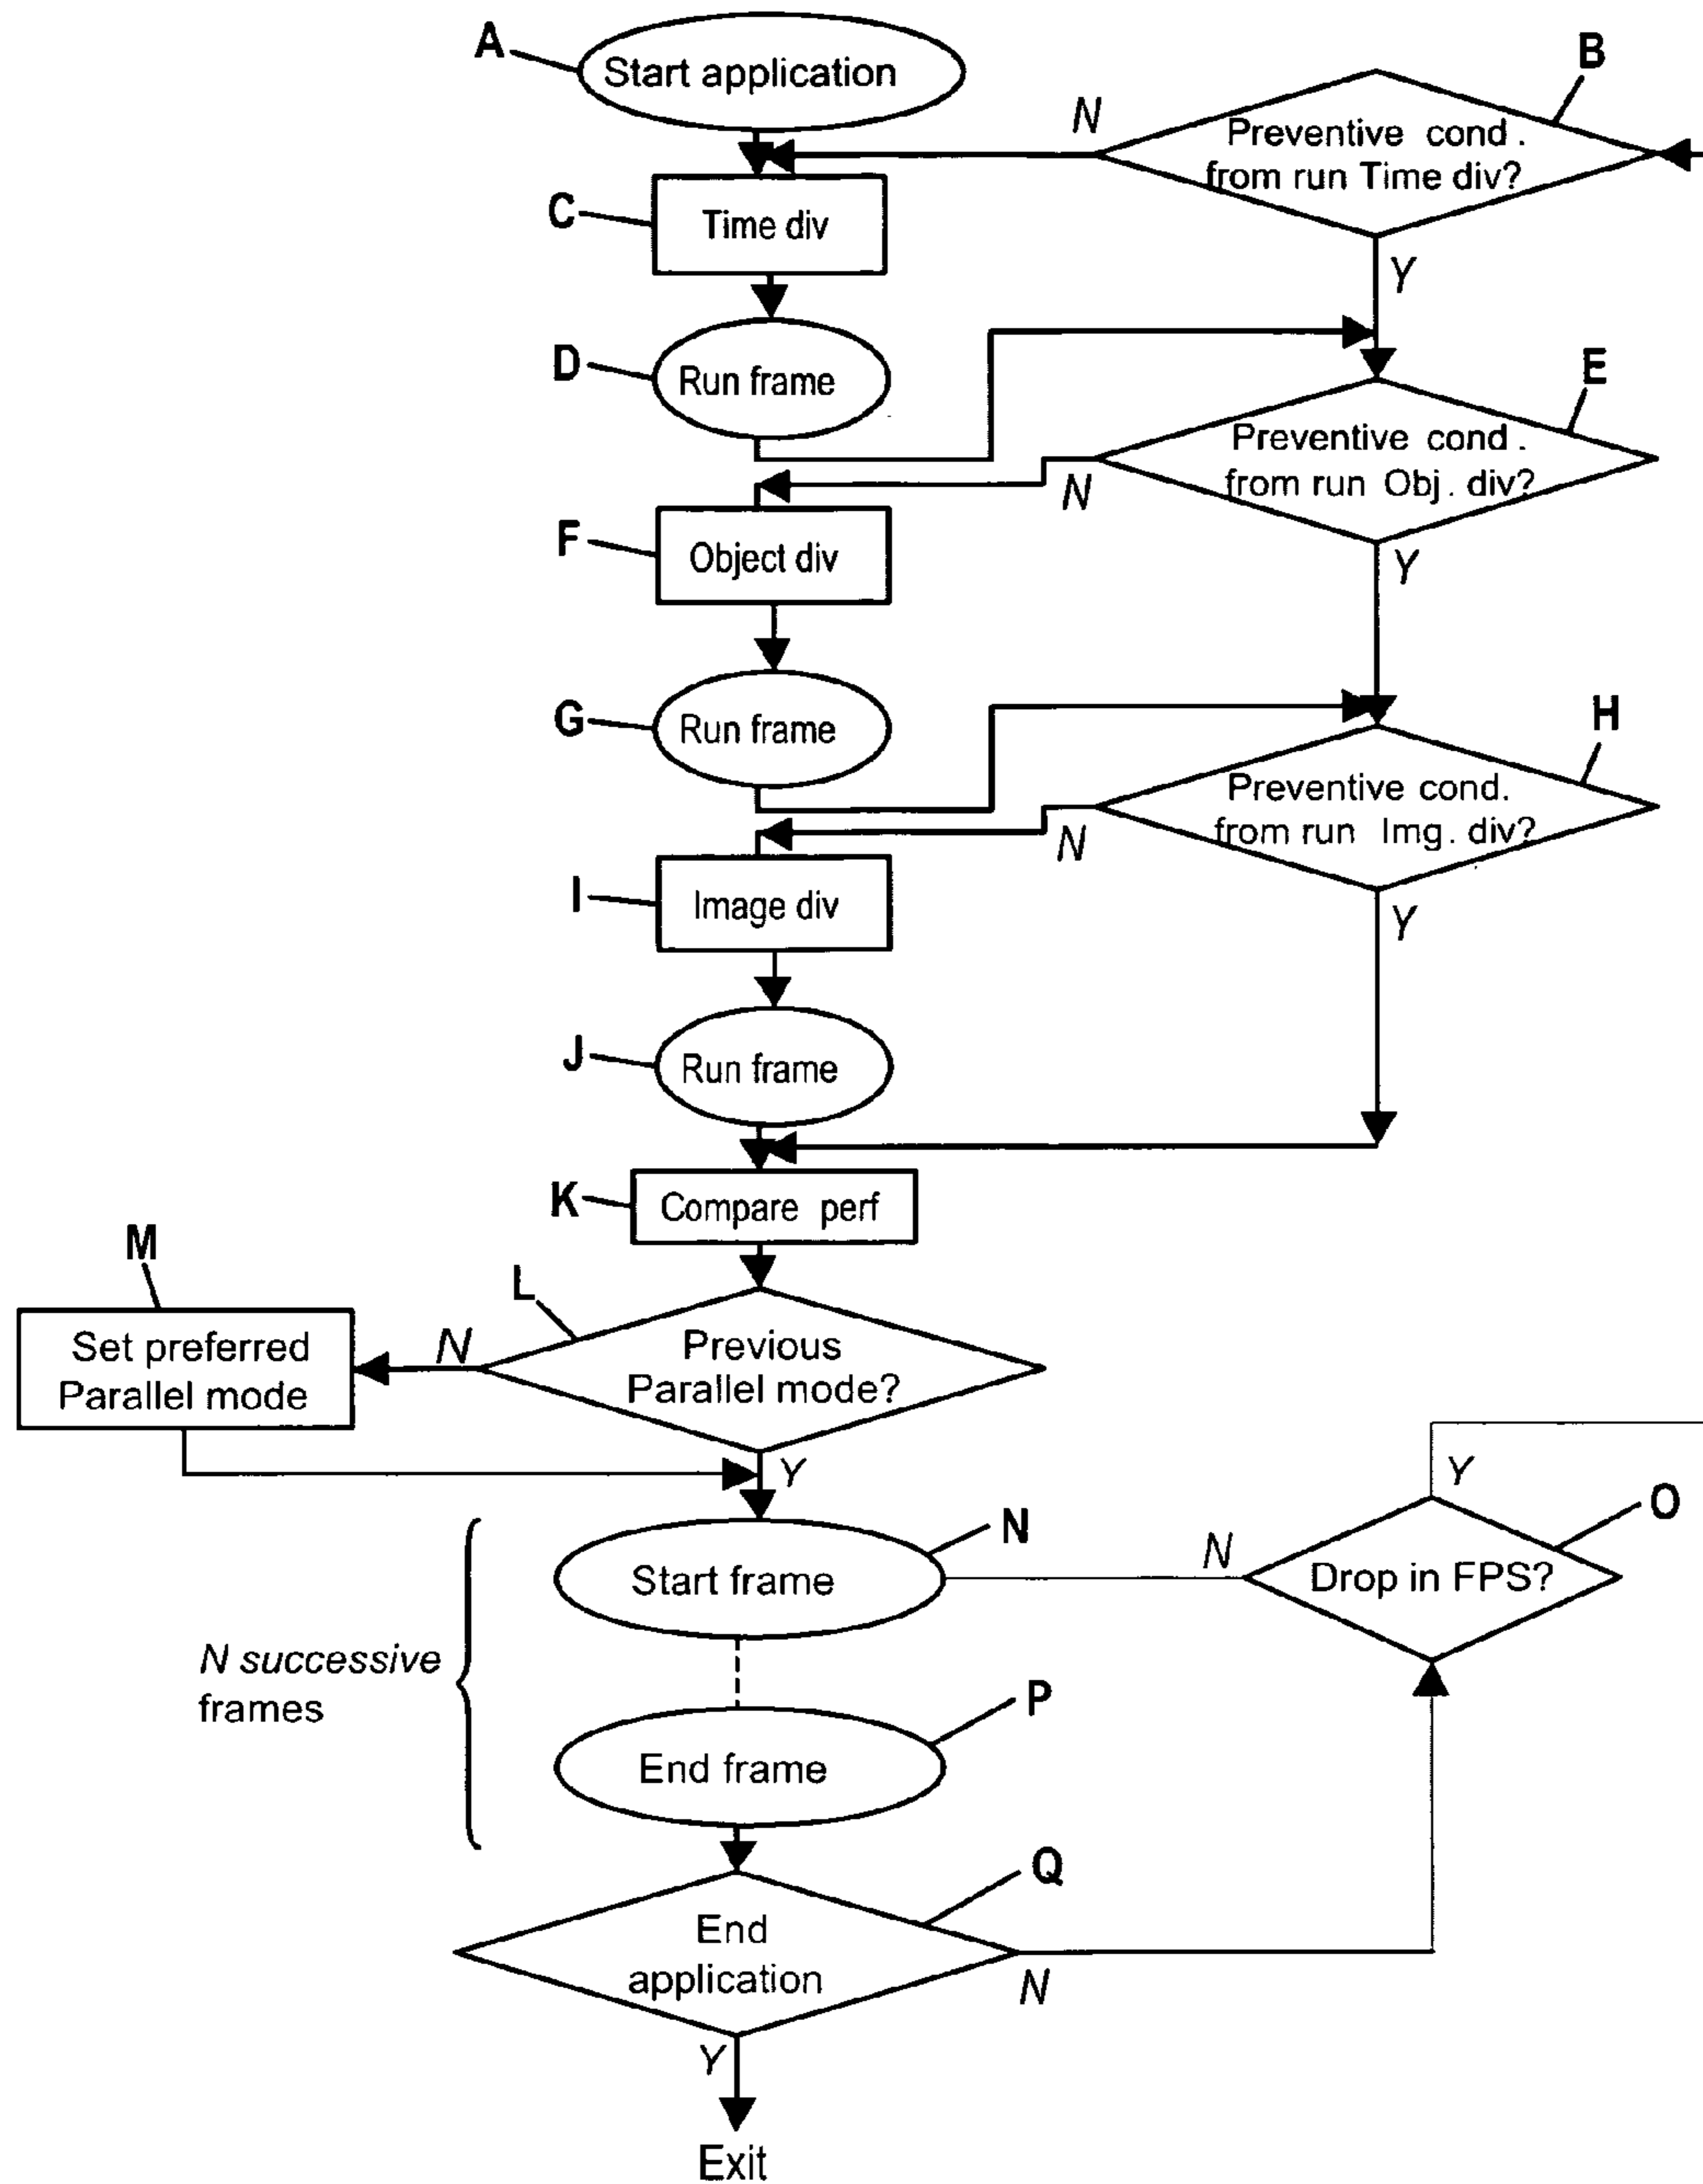 A
Start application
B
N
Preventive cond.
from run Time div?
C
Time div
Y
D
Run frame
E
Preventive cond.
from run Obj. div?
N
F
Object div
Y
G
Run frame
H
Preventive cond.
from run Img. div?
N
I
Image div
Y
J
Run frame
K
Compare perf
M
L
Set preferred
Parallel mode
N
Previous
Parallel mode?
Y
Y
O
N
Start frame
N
Drop in FPS?
N successive
frames
P
End frame
Q
End
application
N
Y
Exit